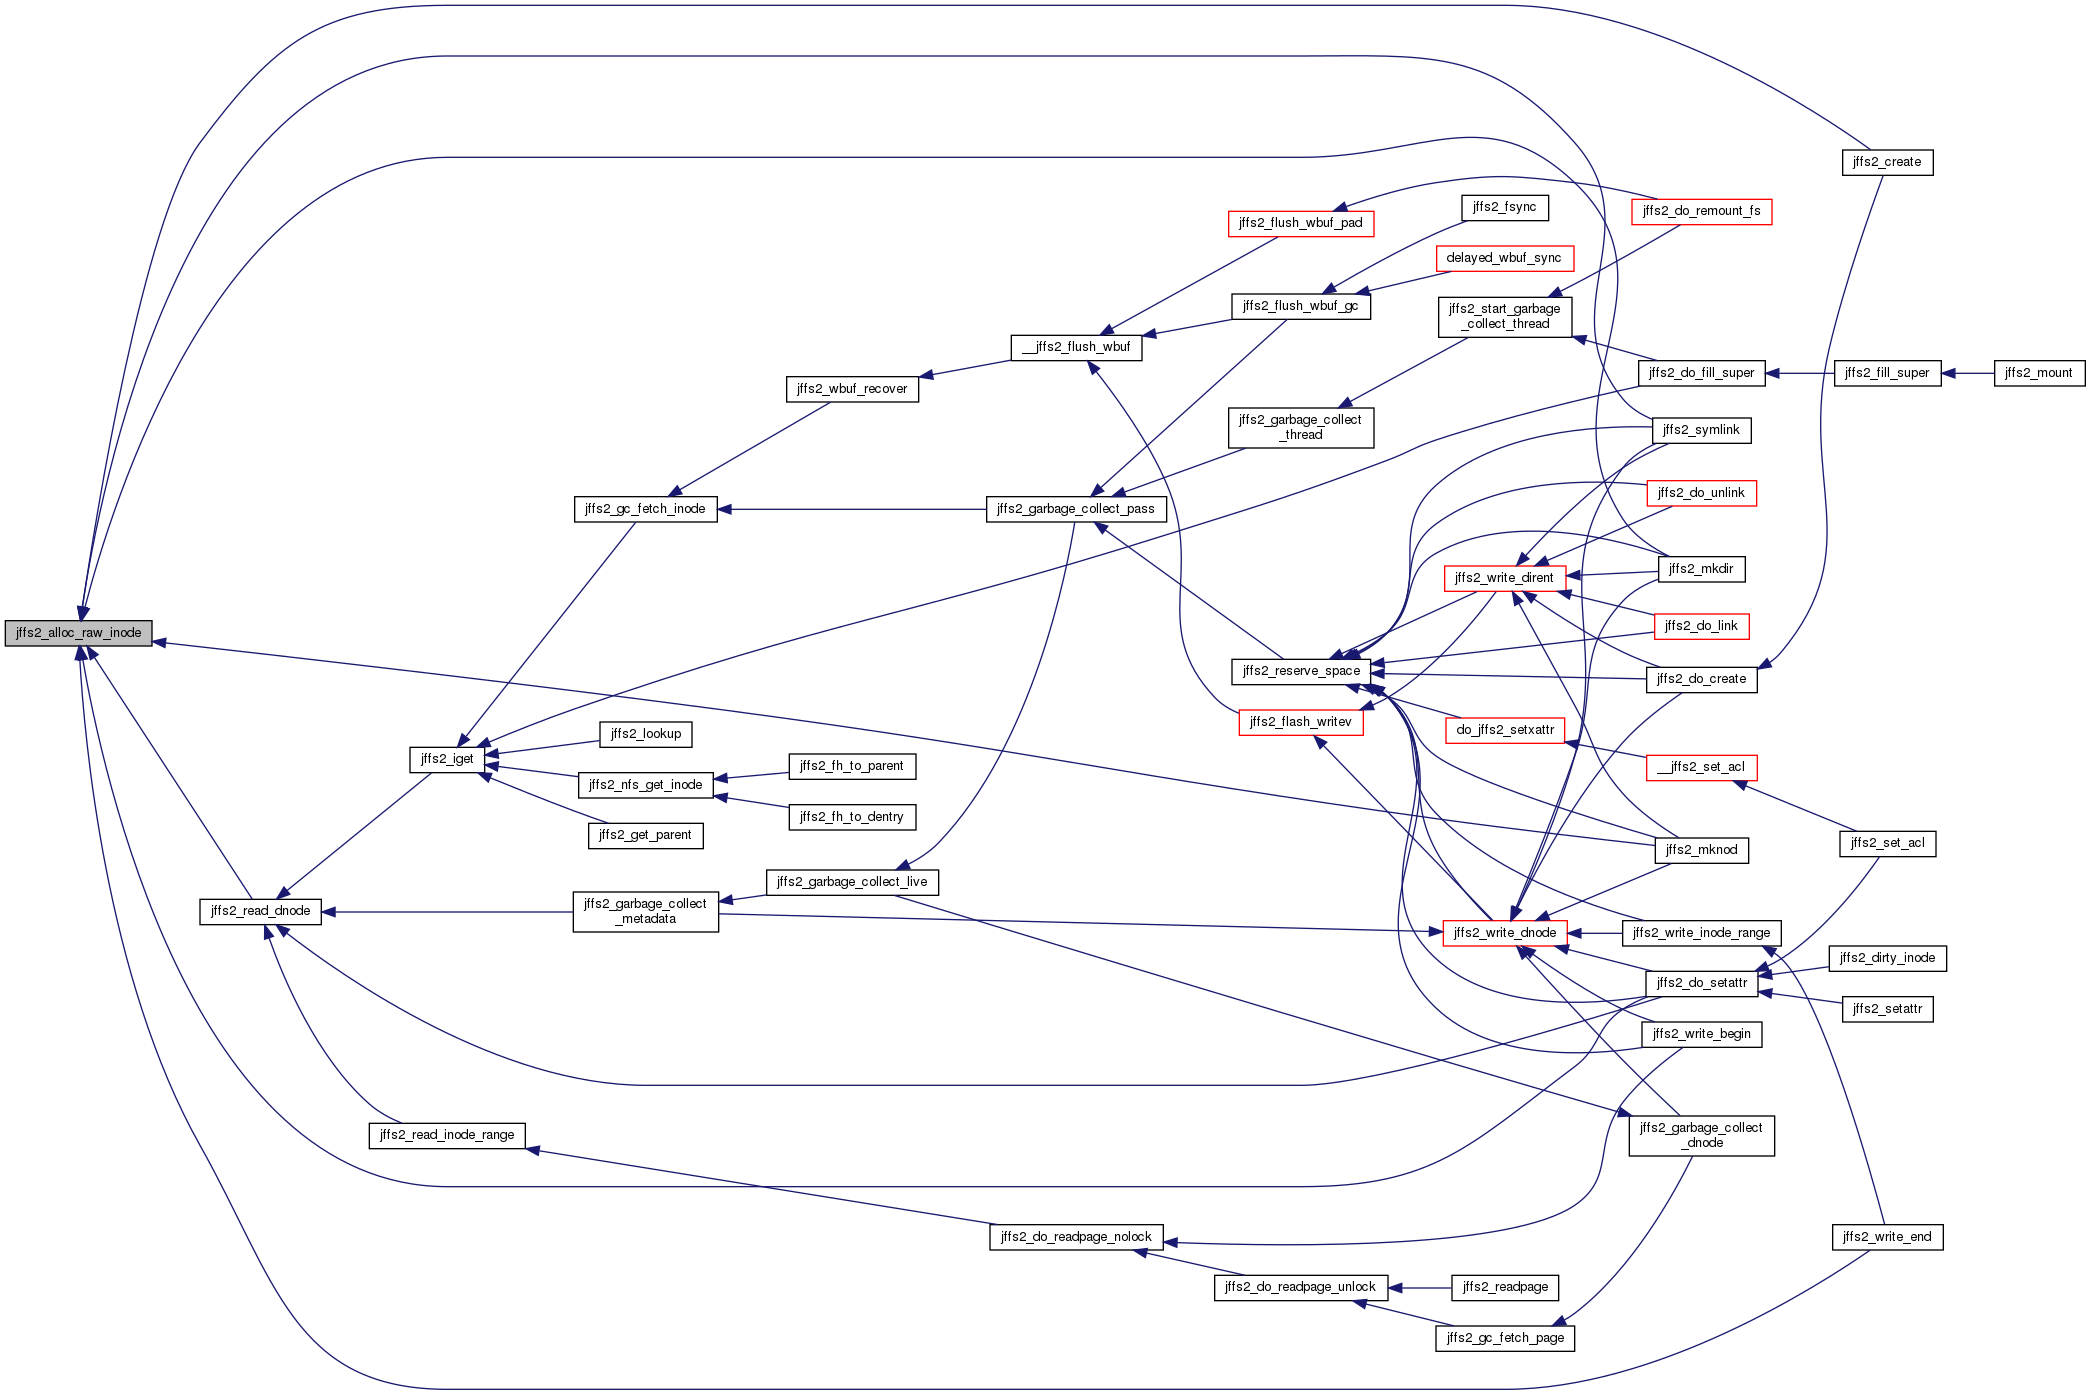 jffs2_create
jffs2_fsync
jffs2_do_remount_fs
jffs2_flush_wbuf_pad
delayed_wbuf_sync
jffs2_flush_wbuf_gc
jffs2_start_garbage
_collect_thread
__jffs2_flush_wbuf
jffs2_do_fill_super
jffs2_fill_super
jffs2_mount
jffs2_wbuf_recover
jffs2_garbage_collect
_thread
jffs2_symlink
jffs2_do_unlink
jffs2_gc_fetch_inode
jffs2_garbage_collect_pass
jffs2_mkdir
jffs2_write_dirent
jffs2_do_link
jffs2_alloc_raw_inode
jffs2_reserve_space
jffs2_do_create
jffs2_flash_writev
do_jffs2_setxattr
jffs2_lookup
jffs2_iget
jffs2_fh_to_parent
__jffs2_set_acl
jffs2_nfs_get_inode
jffs2_fh_to_dentry
jffs2_get_parent
jffs2_set_acl
jffs2_mknod
jffs2_garbage_collect_live
jffs2_read_dnode
jffs2_garbage_collect
_metadata
jffs2_write_dnode
jffs2_write_inode_range
jffs2_dirty_inode
jffs2_do_setattr
jffs2_setattr
jffs2_write_begin
jffs2_read_inode_range
jffs2_garbage_collect
_dnode
jffs2_do_readpage_nolock
jffs2_write_end
jffs2_do_readpage_unlock
jffs2_readpage
jffs2_gc_fetch_page